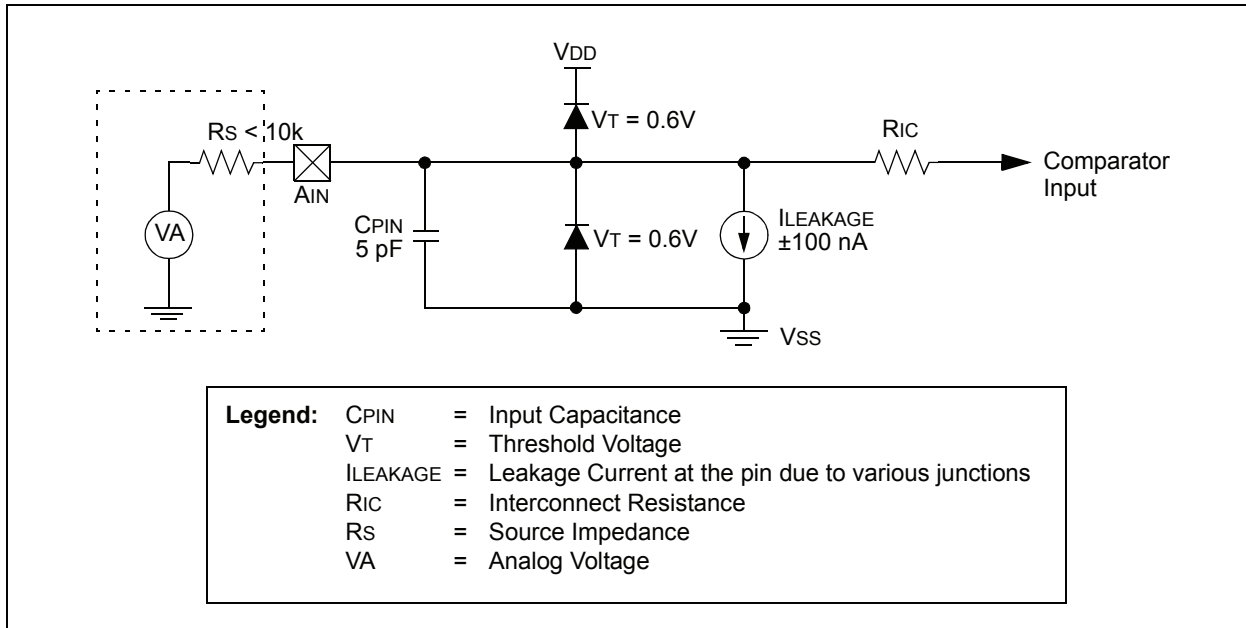 VDD
VT = 0.6V
RS < 10k
RIC
AIN
Comparator
Input
VA
CPIN
5 pF
VT = 0.6V
ILEAKAGE
±100 nA
VSS
Legend: CPIN = Input Capacitance
VT = Threshold Voltage
ILEAKAGE = Leakage Current at the pin due to various junctions
RIC = Interconnect Resistance
RS = Source Impedance
VA = Analog Voltage